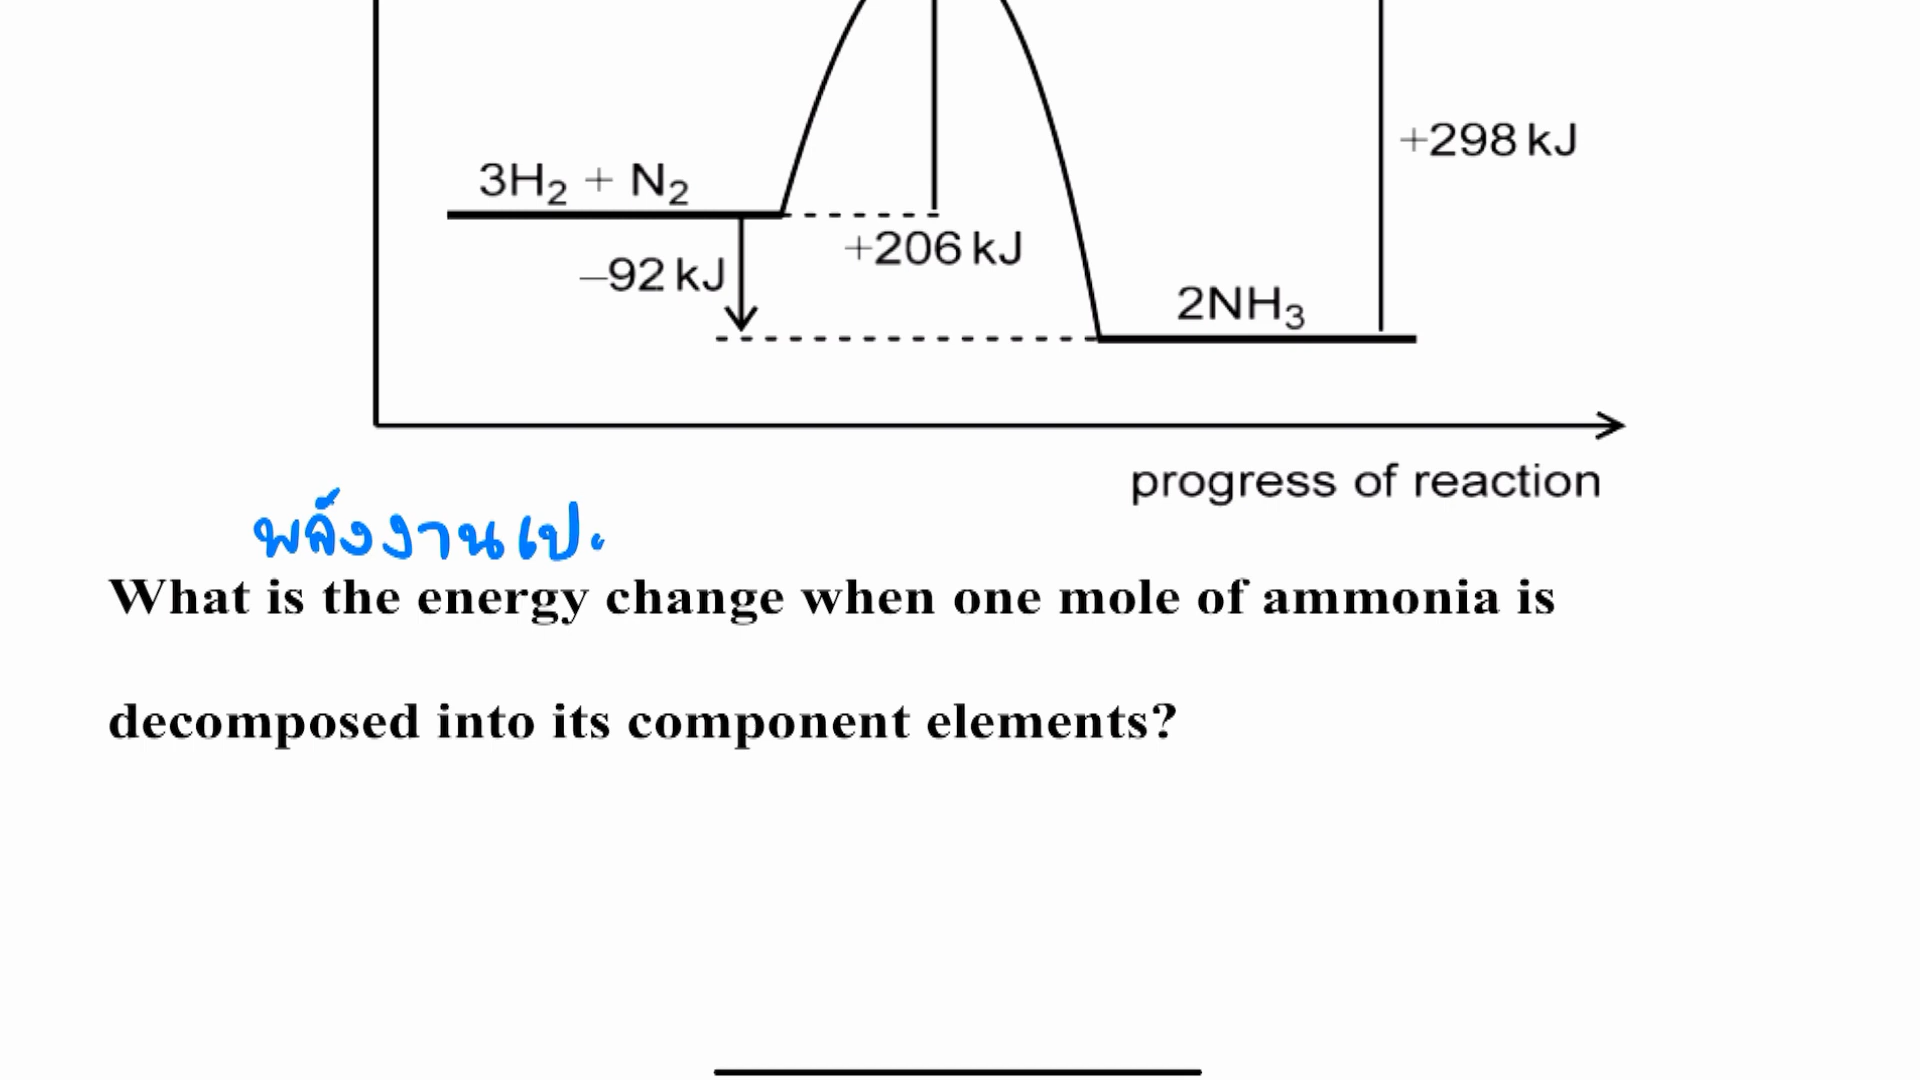 +298 kJ
3H₂ + N₂
+206 kJ
–92 kJ
2NH₃
progress of reaction
พลังงานเปะ
What is the energy change when one mole of ammonia is
decomposed into its component elements?